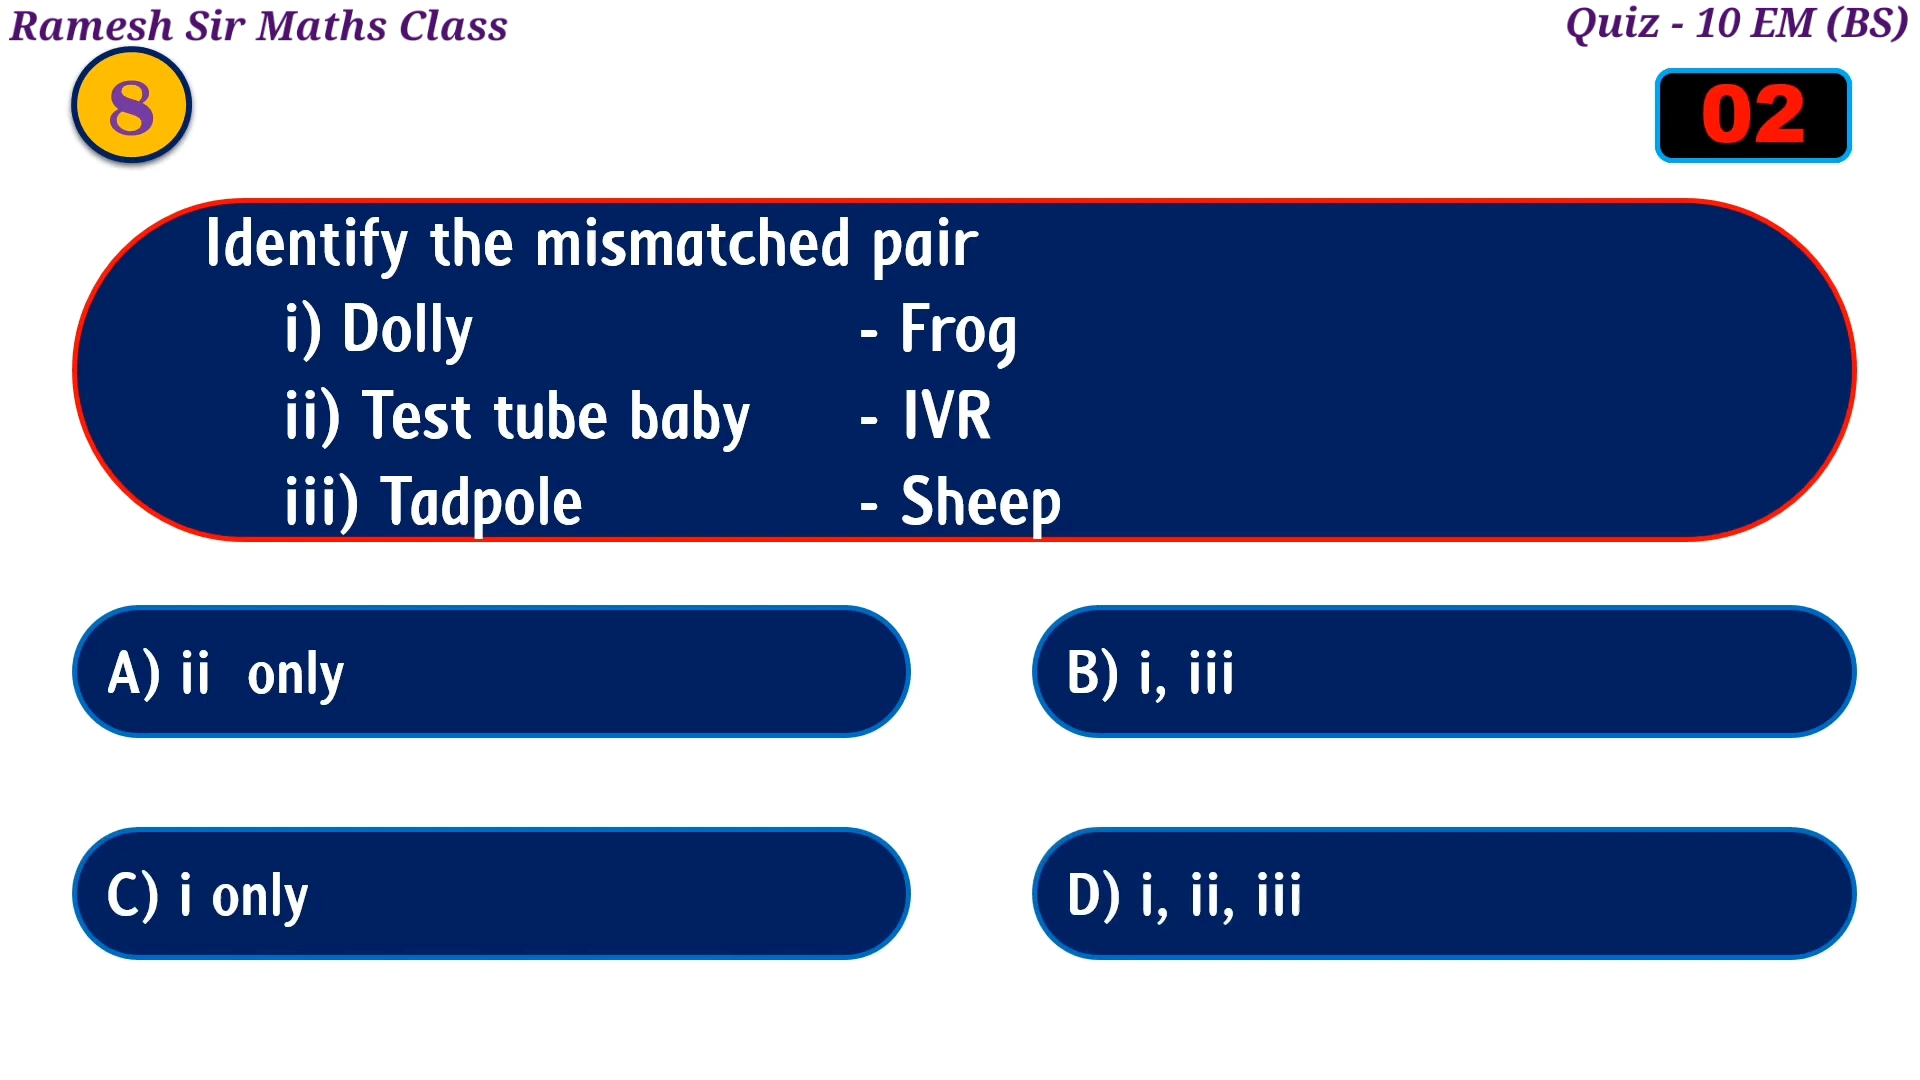 Ramesh Sir Maths Class
Quiz - 10 EM (BS)
8
02
Identify the mismatched pair
i) Dolly - Frog
ii) Test tube baby - IVR
iii) Tadpole - Sheep
A) ii only
B) i, iii
C) i only
D) i, ii, iii